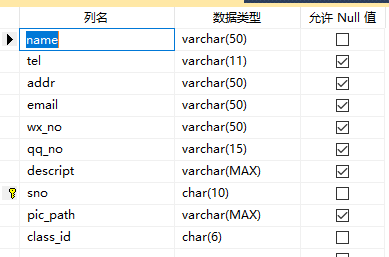 列名 数据类型 允许 Null 值
name varchar(50)
tel varchar(11)
addr varchar(50)
email varchar(50)
wx_no varchar(50)
qq_no varchar(15)
descript varchar(MAX)
sno char(10)
pic_path varchar(MAX)
class_id char(6)